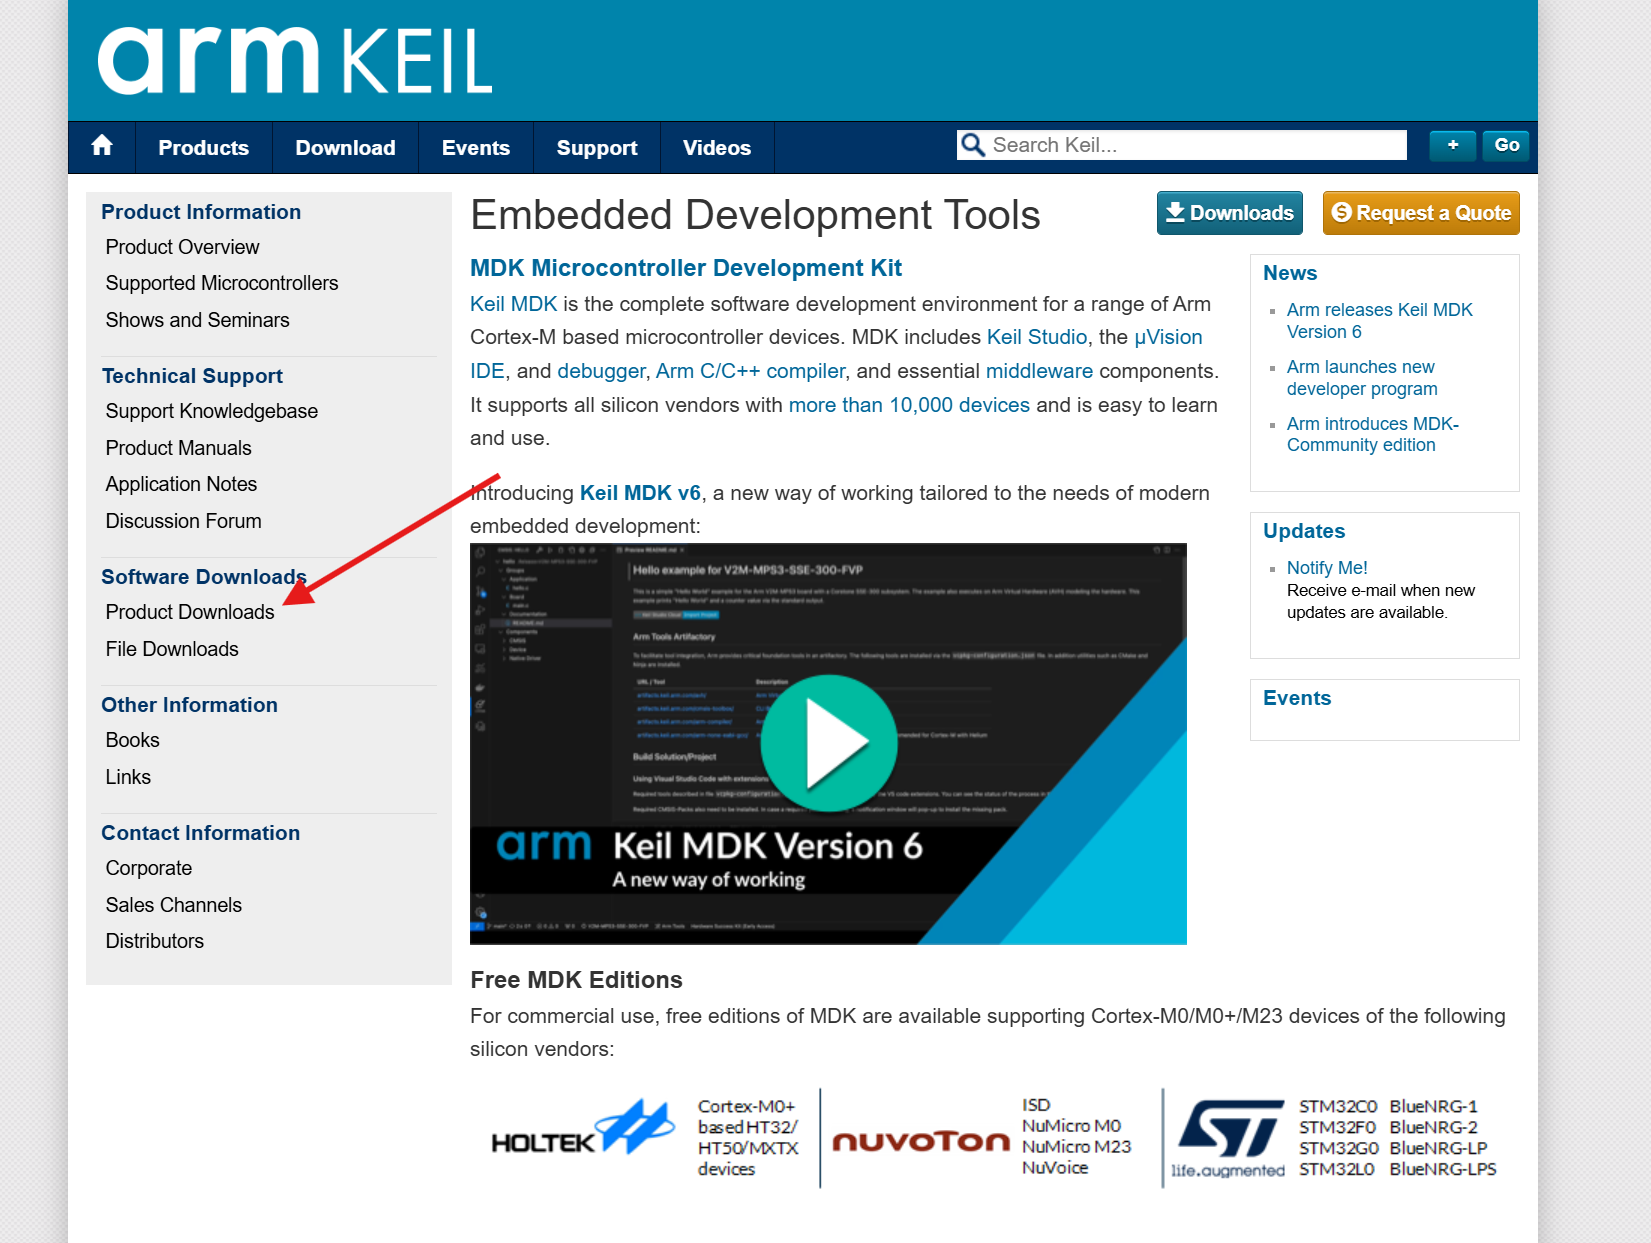 arm KEIL
Products Download Events Support Videos
Search Keil... + Go
Product Information
Product Overview
Supported Microcontrollers
Shows and Seminars
Technical Support
Support Knowledgebase
Product Manuals
Application Notes
Discussion Forum
Software Downloads
Product Downloads
File Downloads
Other Information
Books
Links
Contact Information
Corporate
Sales Channels
Distributors
Embedded Development Tools
Downloads
Request a Quote
MDK Microcontroller Development Kit
Keil MDK is the complete software development environment for a range of Arm
Cortex-M based microcontroller devices. MDK includes Keil Studio, the µVision
IDE, and debugger, Arm C/C++ compiler, and essential middleware components.
It supports all silicon vendors with more than 10,000 devices and is easy to learn
and use.
Introducing Keil MDK v6, a new way of working tailored to the needs of modern
embedded development:
Preview README.md
Hello example for V2M-MPS3-SSE-300-FVP
Arm Tools Artifactory
URL / Tool Description
Build Solution/Project
Using Visual Studio Code with extensions
arm Keil MDK Version 6
A new way of working
News
Arm releases Keil MDK
Version 6
Arm launches new
developer program
Arm introduces MDK-
Community edition
Updates
Notify Me!
Receive e-mail when new
updates are available.
Events
Free MDK Editions
For commercial use, free editions of MDK are available supporting Cortex-M0/M0+/M23 devices of the following
silicon vendors:
HOLTEK
Cortex-M0+
based HT32/
HT50/MXTX
devices
nuvoTon
ISD
NuMicro M0
NuMicro M23
NuVoice
ST
life.augmented
STM32C0 BlueNRG-1
STM32F0 BlueNRG-2
STM32G0 BlueNRG-LP
STM32L0 BlueNRG-LPS